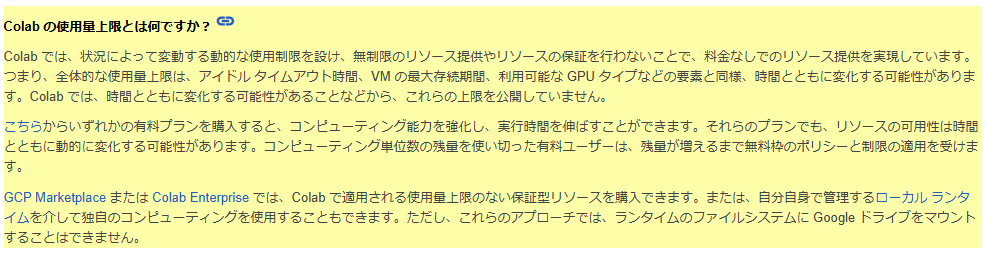 Colab の使用量上限とは何ですか？
Colab では、状況によって変動する動的な使用制限を設け、無制限のリソース提供やリソースの保証を行わないことで、料金なしでのリソース提供を実現しています。
つまり、全体的な使用量上限は、アイドル タイムアウト時間、VM の最大存続期間、利用可能な GPU タイプなどの要素と同様、時間とともに変化する可能性がありま
す。Colab では、時間とともに変化する可能性があることなどから、これらの上限を公開していません。
こちらからいずれかの有料プランを購入すると、コンピューティング能力を強化し、実行時間を伸ばすことができます。それらのプランでも、リソースの可用性は時間
とともに動的に変化する可能性があります。コンピューティング単位数の残量を使い切った有料ユーザーは、残量が増えるまで無料枠のポリシーと制限の適用を受けま
す。
GCP Marketplace または Colab Enterprise では、Colab で適用される使用量上限のない保証型リソースを購入できます。または、自分自身で管理するローカル ランタ
イムを介して独自のコンピューティングを使用することもできます。ただし、これらのアプローチでは、ランタイムのファイルシステムに Google ドライブをマウント
することはできません。